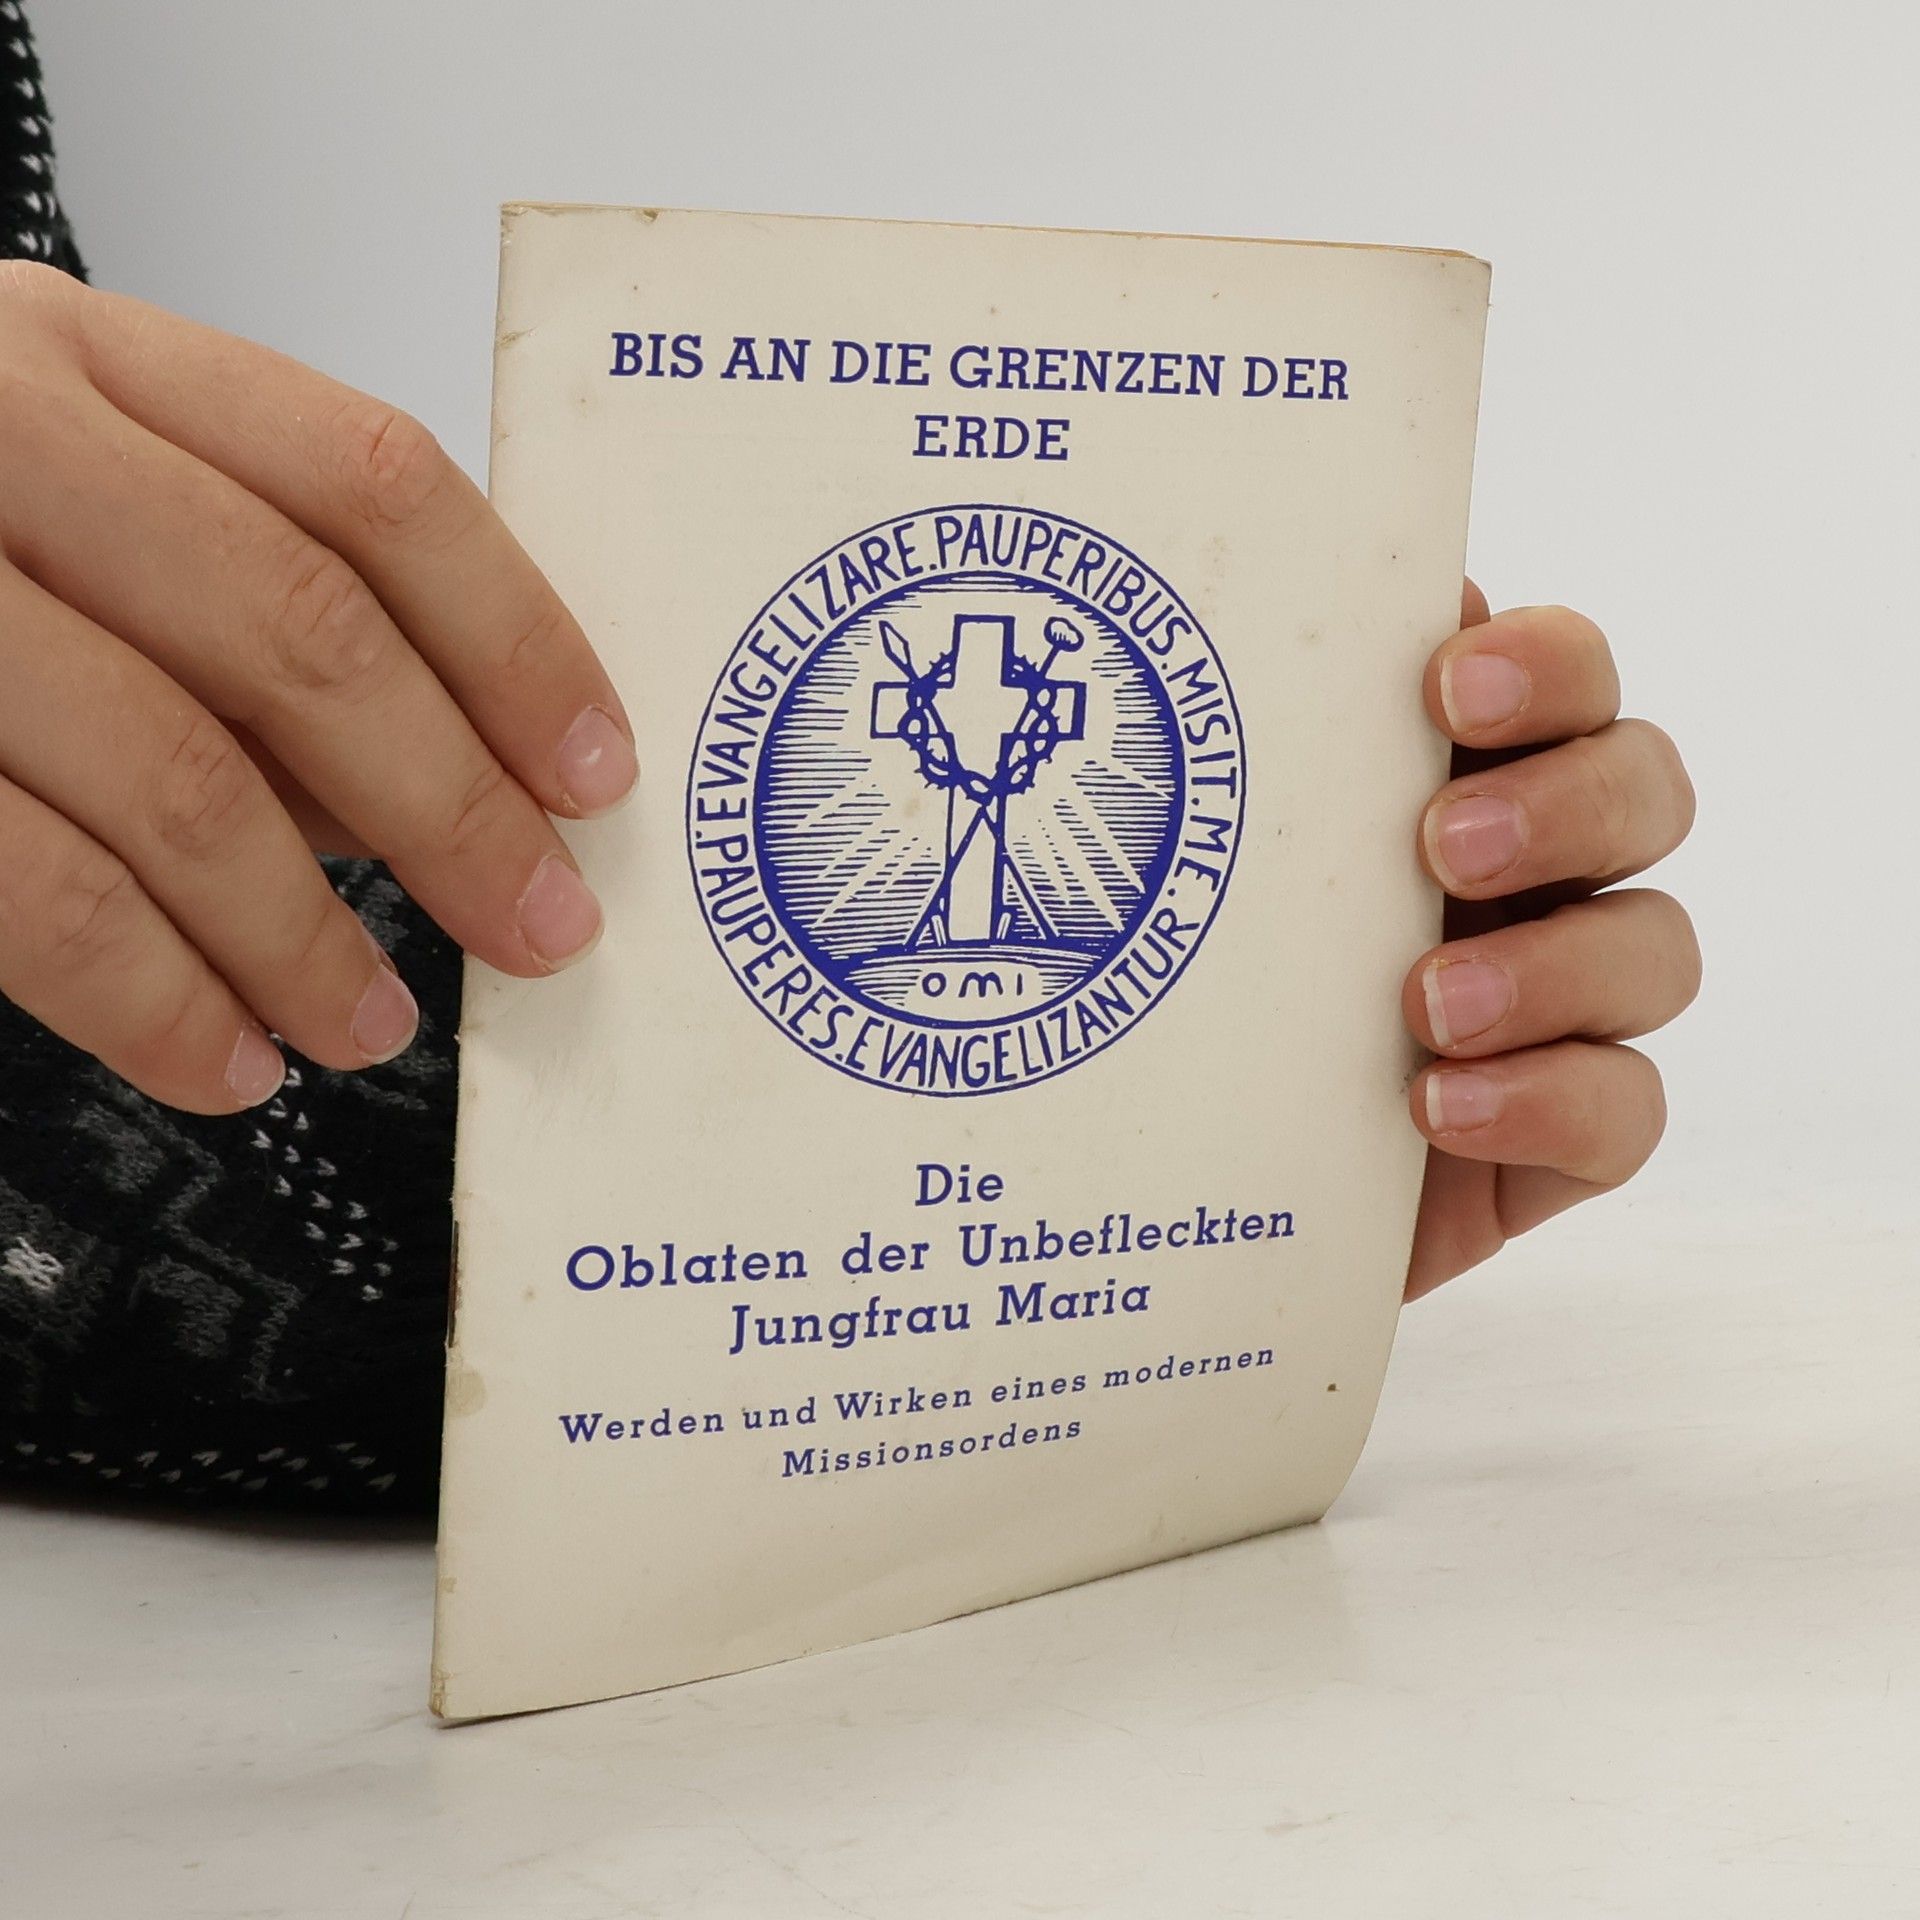 BIS AN DIE GRENZEN DER
ERDE
EVANGELIZARE.PAUPERIBUS.MISIT.ME.
PAUPERES.EVANGELIZANTUR
OMI
Die
Oblaten der Unbefleckten
Jungfrau Maria
Werden und Wirken eines modernen
Missionsordens